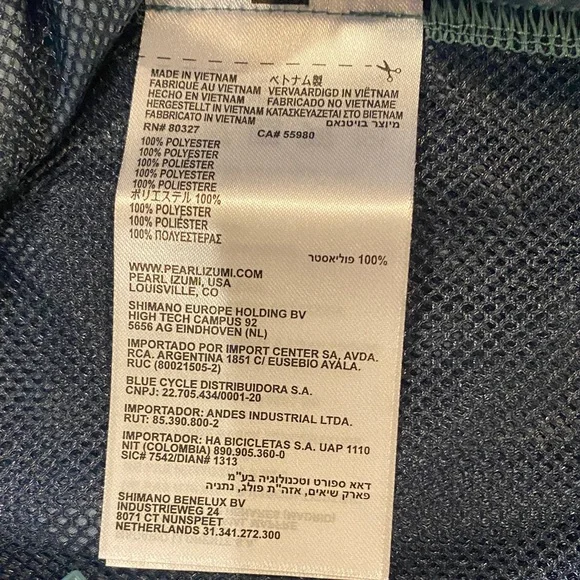 MADE IN VIETNAM ベトナム製
FABRIQUÉ AU VIETNAM VERVAARDIGD IN VIËTNAM
HECHO EN VIETNAM FABRICADO NO VIETNAME
HERGESTELLT IN VIETNAM ΚΑΤΑΣΚΕΥΑΖΕΤΑΙ ΣΤΟ ΒΙΕΤΝΑΜ
FABBRICATO IN VIETNAM מיוצר בוויטנאם
RN# 80327 CA# 55980
100% POLYESTER
100% POLYESTER
100% POLIÉSTER
100% POLYESTER
100% POLIESTERE
ポリエステル 100%
100% POLYESTER
100% POLIÉSTER
100% ΠΟΛΥΕΣΤΕΡΑΣ
100% פוליאסטר
WWW.PEARLIZUMI.COM
PEARL IZUMI, USA
LOUISVILLE, CO
SHIMANO EUROPE HOLDING BV
HIGH TECH CAMPUS 92
5656 AG EINDHOVEN (NL)
IMPORTADO POR IMPORT CENTER SA, AVDA.
RCA. ARGENTINA 1851 C/ EUSEBIO AYALA.
RUC (80021505-2)
BLUE CYCLE DISTRIBUIDORA S.A.
CNPJ: 22.705.434/0001-20
IMPORTADOR: ANDES INDUSTRIAL LTDA.
RUT: 85.390.800-2
IMPORTADOR: HA BICICLETAS S.A. UAP 1110
NIT (COLOMBIA) 890.905.360-0
SIC# 7542/DIAN# 1313
דאא ספורט וטכנולוגיה בע"מ
פארק שיאים, אזה"ת פולג, נתניה
SHIMANO BENELUX BV
INDUSTRIEWEG 24
8071 CT NUNSPEET
NETHERLANDS 31.341.272.300